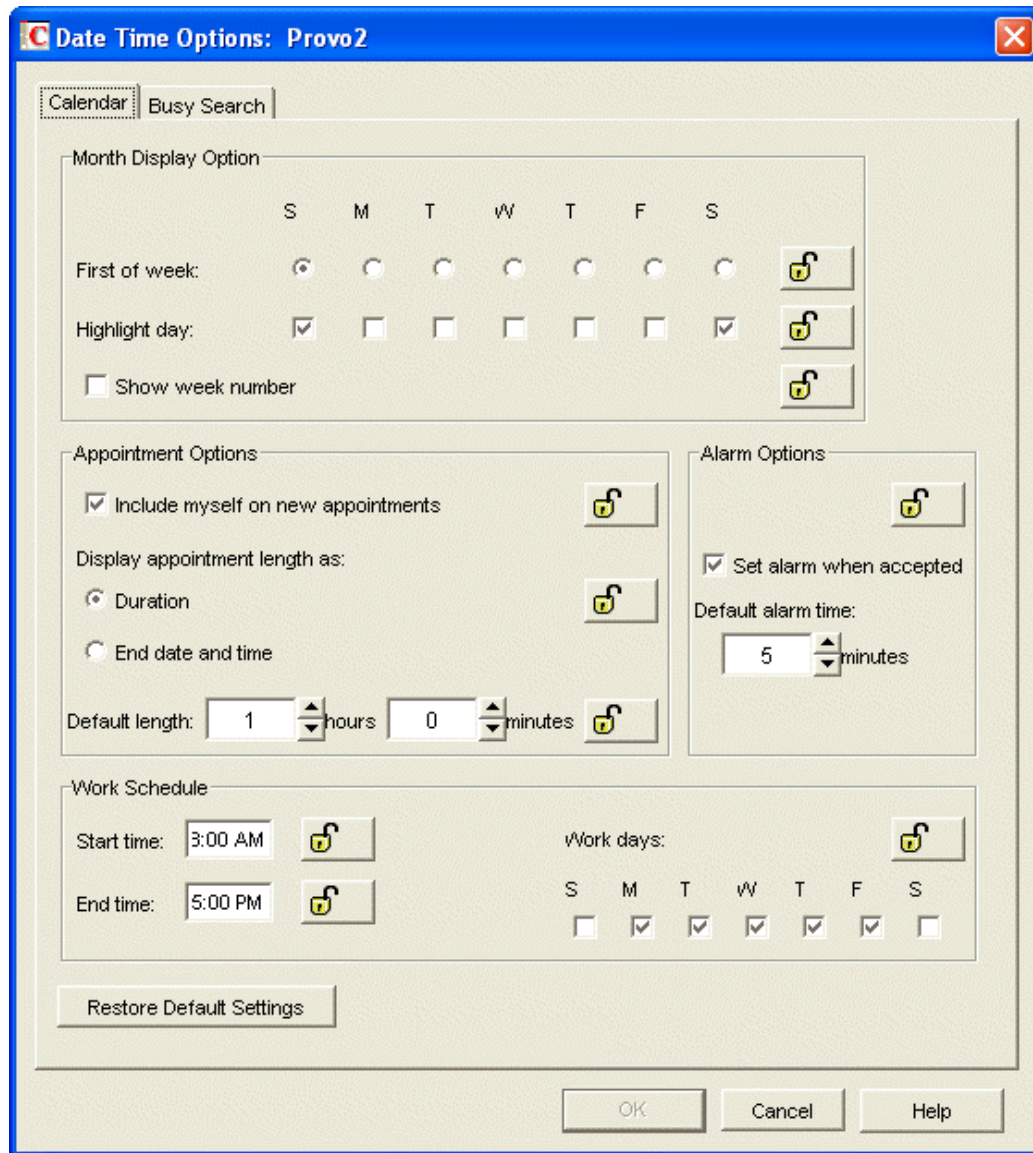 C Date Time Options: Provo2
Calendar Busy Search
Month Display Option
S M T W T F S
First of week:
Highlight day:
Show week number
Appointment Options
Include myself on new appointments
Display appointment length as:
Duration
End date and time
Default length: 1 hours 0 minutes
Alarm Options
Set alarm when accepted
Default alarm time:
5 minutes
Work Schedule
Start time: :00 AM
End time: 5:00 PM
Work days:
S M T W T F S
Restore Default Settings
OK Cancel Help